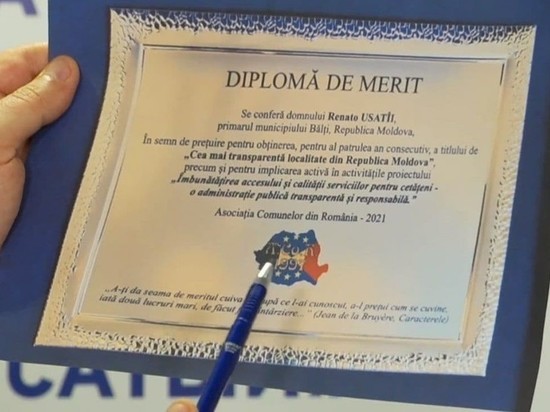 DIPLOMĂ DE MERIT
Se conferă domnului Renato USATÎI,
primarul municipiului Bălți, Republica Moldova,
În semn de prețuire pentru obținerea, pentru al patrulea an consecutiv, a titlului de
„Cea mai transparentă localitate din Republica Moldova”,
precum și pentru implicarea activă în activitățile proiectului
„Îmbunătățirea accesului și calității serviciilor pentru cetățeni -
o administrație publică transparentă și responsabilă.”
Asociația Comunelor din România - 2021
„A-ți da seama de meritul cuiva după ce l-ai cunoscut, a-l prețui cum se cuvine,
iată două lucruri mari, de făcut (Jean de la Bruyère, Caracterele)